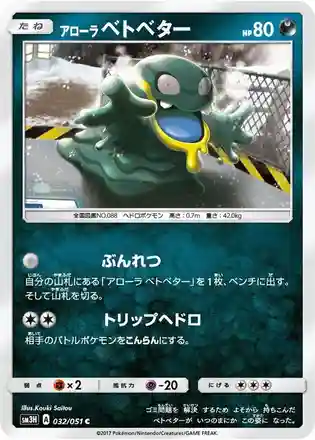 たね アローラ ベトベター HP80
全国図鑑NO.088 ヘドロポケモン 高さ：0.7m 重さ：42.0kg
ぶんれつ
自分の山札にある「アローラ ベトベター」を1枚、ベンチに出す。
そして山札を切る。
トリップヘドロ
相手のバトルポケモンをこんらんにする。
弱点 ×2 抵抗力 -20 にげる
Illus.Kouki Saitou
SM3H A 032/051 C
ゴミ問題を 解決 するため よそから 持ちこんだ
ベトベターが いつのまにか この姿に なった。
©2017 Pokémon/Nintendo/Creatures/GAME FREAK.